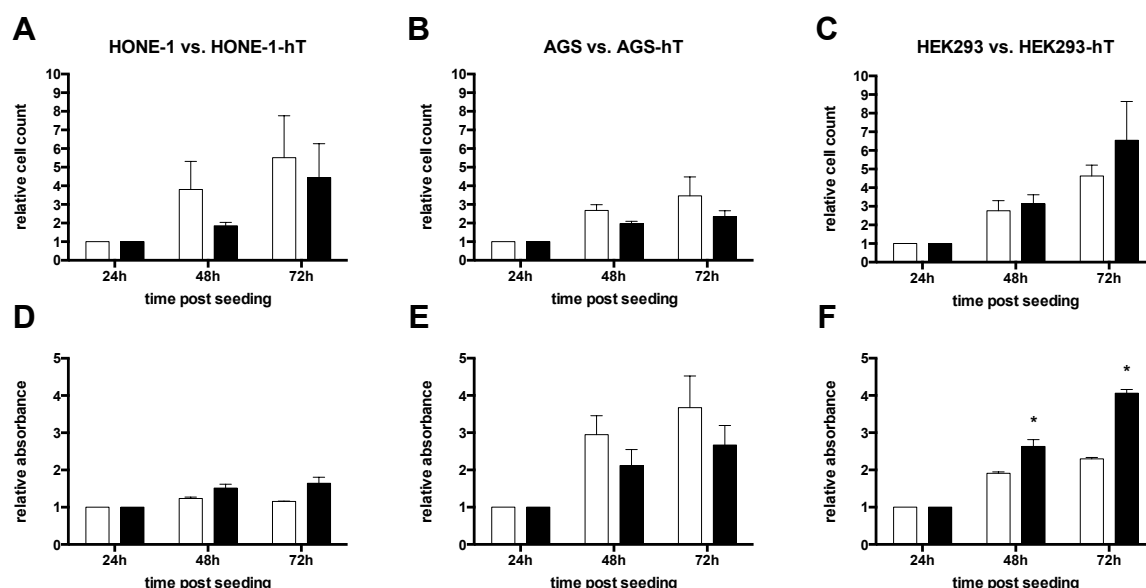 A
HONE-1 vs. HONE-1-hT
relative cell count
10
9
8
7
6
5
4
3
2
1
0
24h 48h 72h
time post seeding
B
AGS vs. AGS-hT
relative cell count
10
9
8
7
6
5
4
3
2
1
0
24h 48h 72h
time post seeding
C
HEK293 vs. HEK293-hT
relative cell count
10
9
8
7
6
5
4
3
2
1
0
24h 48h 72h
time post seeding
D
relative absorbance
5
4
3
2
1
0
24h 48h 72h
time post seeding
E
relative absorbance
5
4
3
2
1
0
24h 48h 72h
time post seeding
F
relative absorbance
5
4
3
2
1
0
*
*
24h 48h 72h
time post seeding